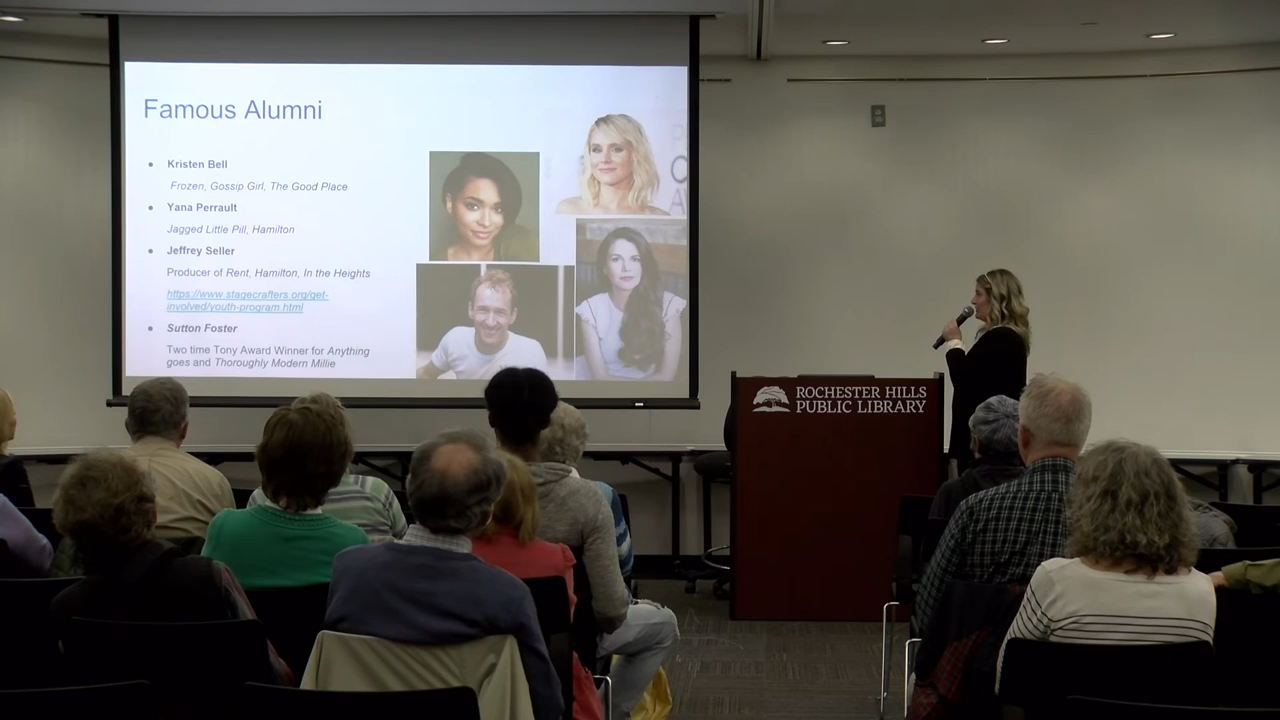 Famous Alumni
• Kristen Bell
Frozen, Gossip Girl, The Good Place
• Yana Perrault
Jagged Little Pill, Hamilton
• Jeffrey Seller
Producer of Rent, Hamilton, In the Heights
https://www.stagecrafters.org/get-
involved/youth-program.html
• Sutton Foster
Two time Tony Award Winner for Anything
goes and Thoroughly Modern Millie
ROCHESTER HILLS
PUBLIC LIBRARY